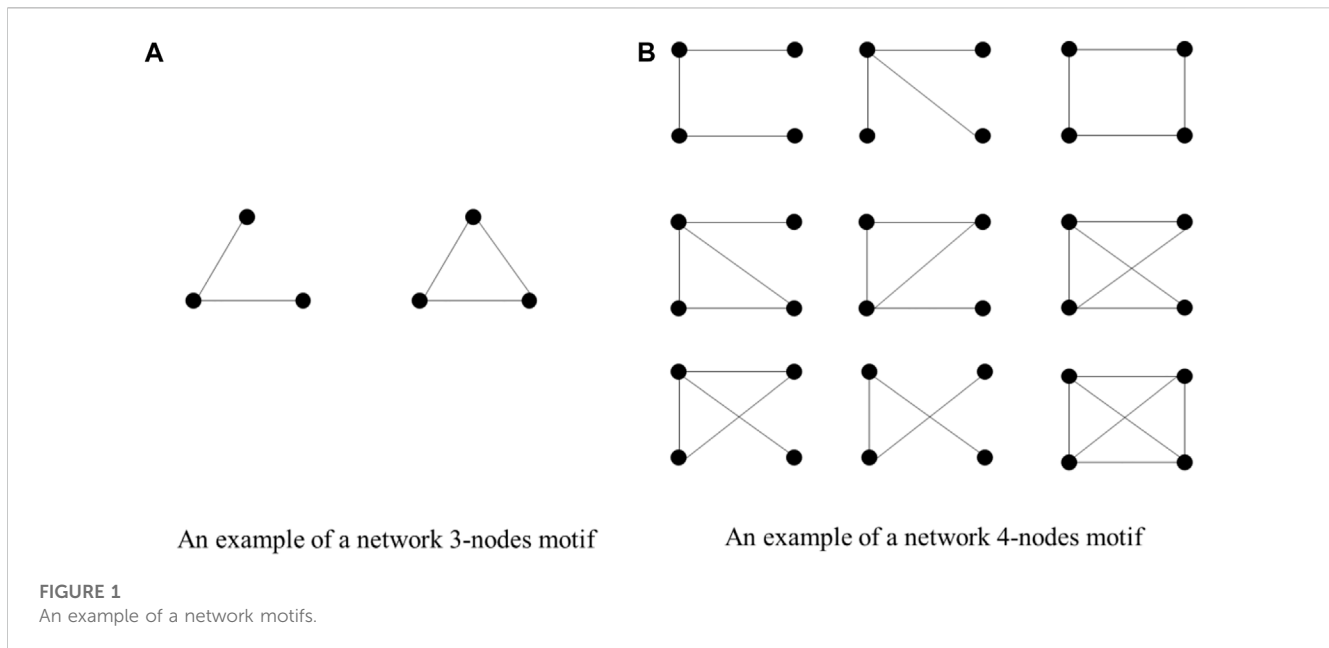 A
B
An example of a network 3-nodes motif
An example of a network 4-nodes motif
FIGURE 1
An example of a network motifs.